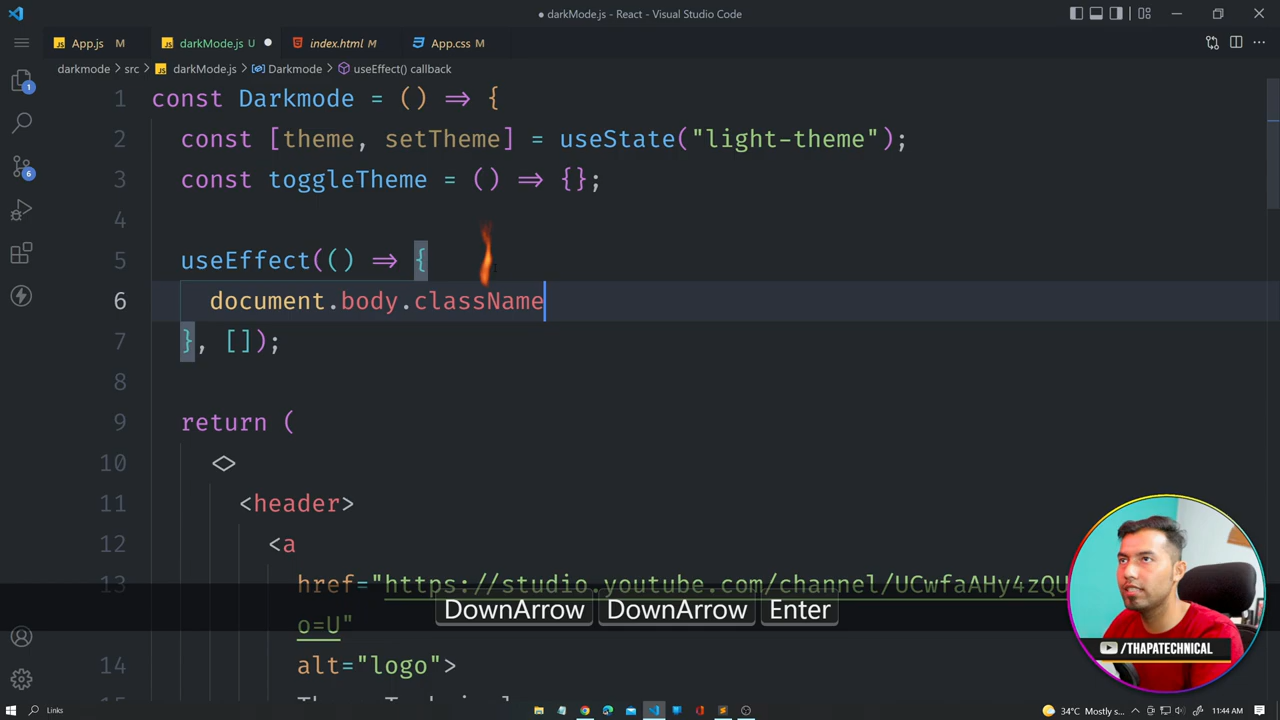 darkMode.js - React - Visual Studio Code
App.js M
darkMode.js U
index.html M
App.css M
darkmode > src > darkMode.js > Darkmode > useEffect() callback
1 const Darkmode = () => {
2 const [theme, setTheme] = useState("light-theme");
3 const toggleTheme = () => {};
4
5 useEffect(() => {
6 document.body.className
7 }, []);
8
9 return (
10 <>
11 <header>
12 <a
13 href="https://studio.youtube.com/channel/UCwfaAHy4zQU
o=U"
14 alt="logo">
DownArrow DownArrow Enter
1
6
/THAPATECHNICAL
Links
34°C Mostly s...
11:44 AM